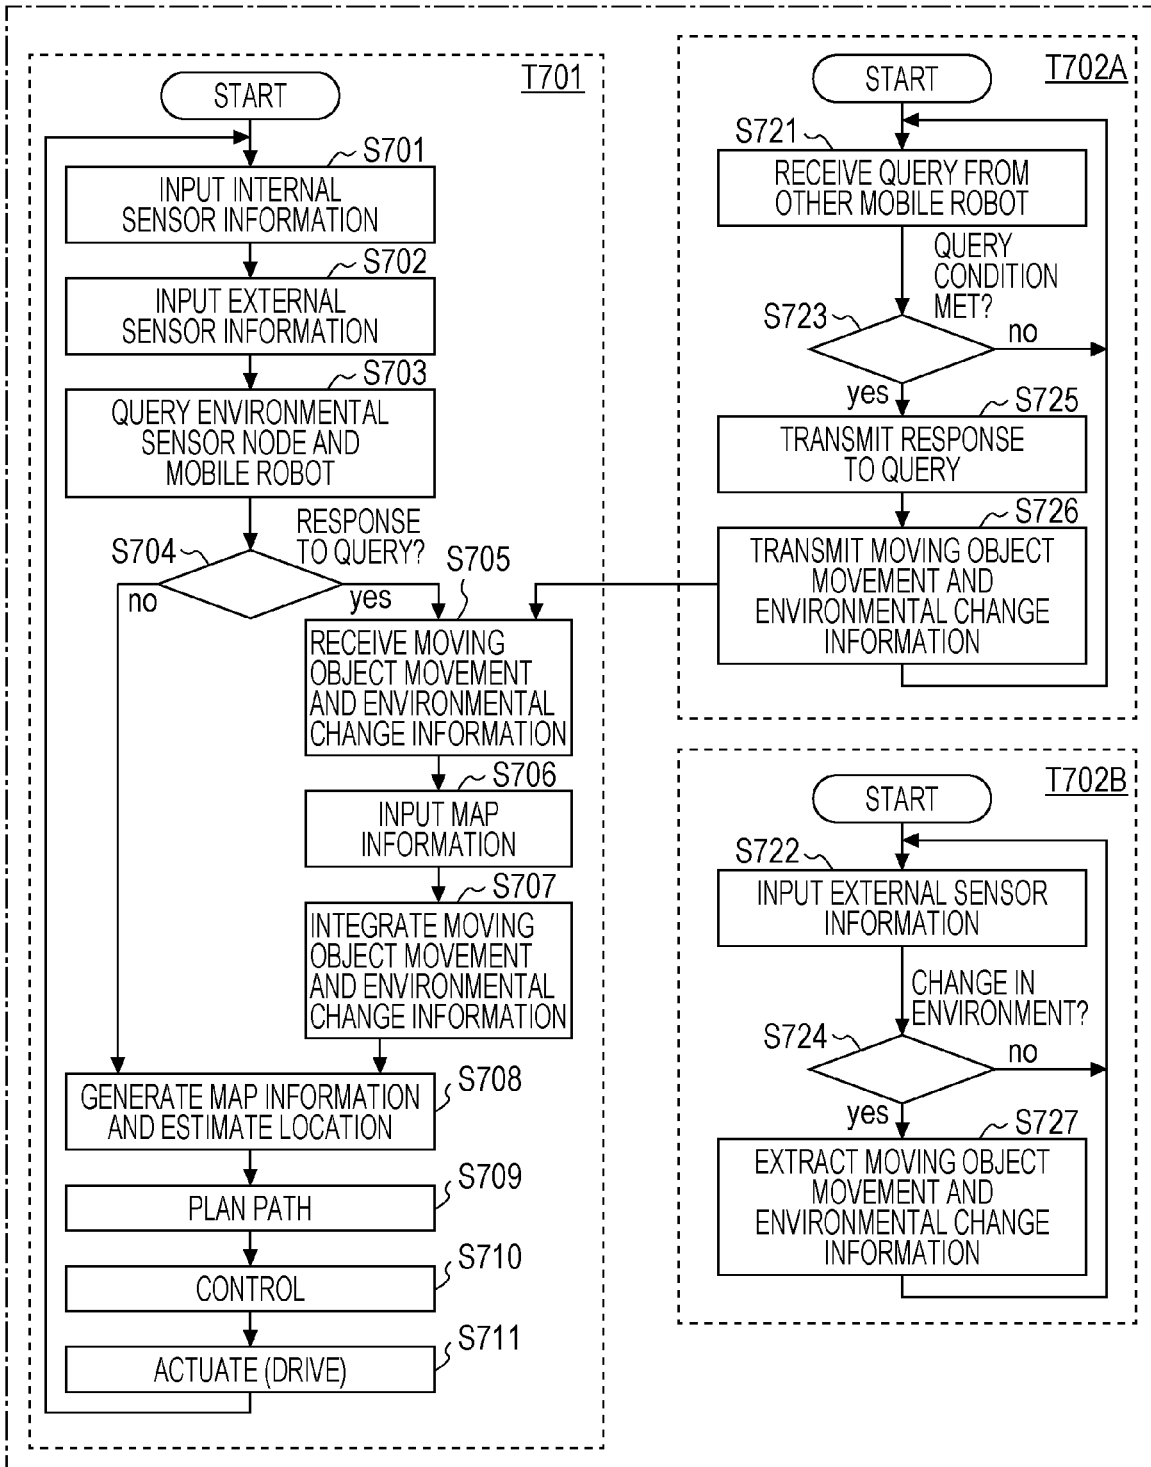 T701
START
S701
INPUT INTERNAL
SENSOR INFORMATION
S702
INPUT EXTERNAL
SENSOR INFORMATION
S703
QUERY ENVIRONMENTAL
SENSOR NODE AND
MOBILE ROBOT
RESPONSE
TO QUERY?
S704
no
yes
S705
RECEIVE MOVING
OBJECT MOVEMENT
AND ENVIRONMENTAL
CHANGE INFORMATION
S706
INPUT MAP
INFORMATION
S707
INTEGRATE MOVING
OBJECT MOVEMENT
AND ENVIRONMENTAL
CHANGE INFORMATION
S708
GENERATE MAP INFORMATION
AND ESTIMATE LOCATION
S709
PLAN PATH
S710
CONTROL
S711
ACTUATE (DRIVE)
T702A
START
S721
RECEIVE QUERY FROM
OTHER MOBILE ROBOT
QUERY
CONDITION
MET?
S723
no
yes
S725
TRANSMIT RESPONSE
TO QUERY
S726
TRANSMIT MOVING OBJECT
MOVEMENT AND
ENVIRONMENTAL CHANGE
INFORMATION
T702B
START
S722
INPUT EXTERNAL SENSOR
INFORMATION
CHANGE IN
ENVIRONMENT?
S724
no
yes
S727
EXTRACT MOVING OBJECT
MOVEMENT AND
ENVIRONMENTAL CHANGE
INFORMATION